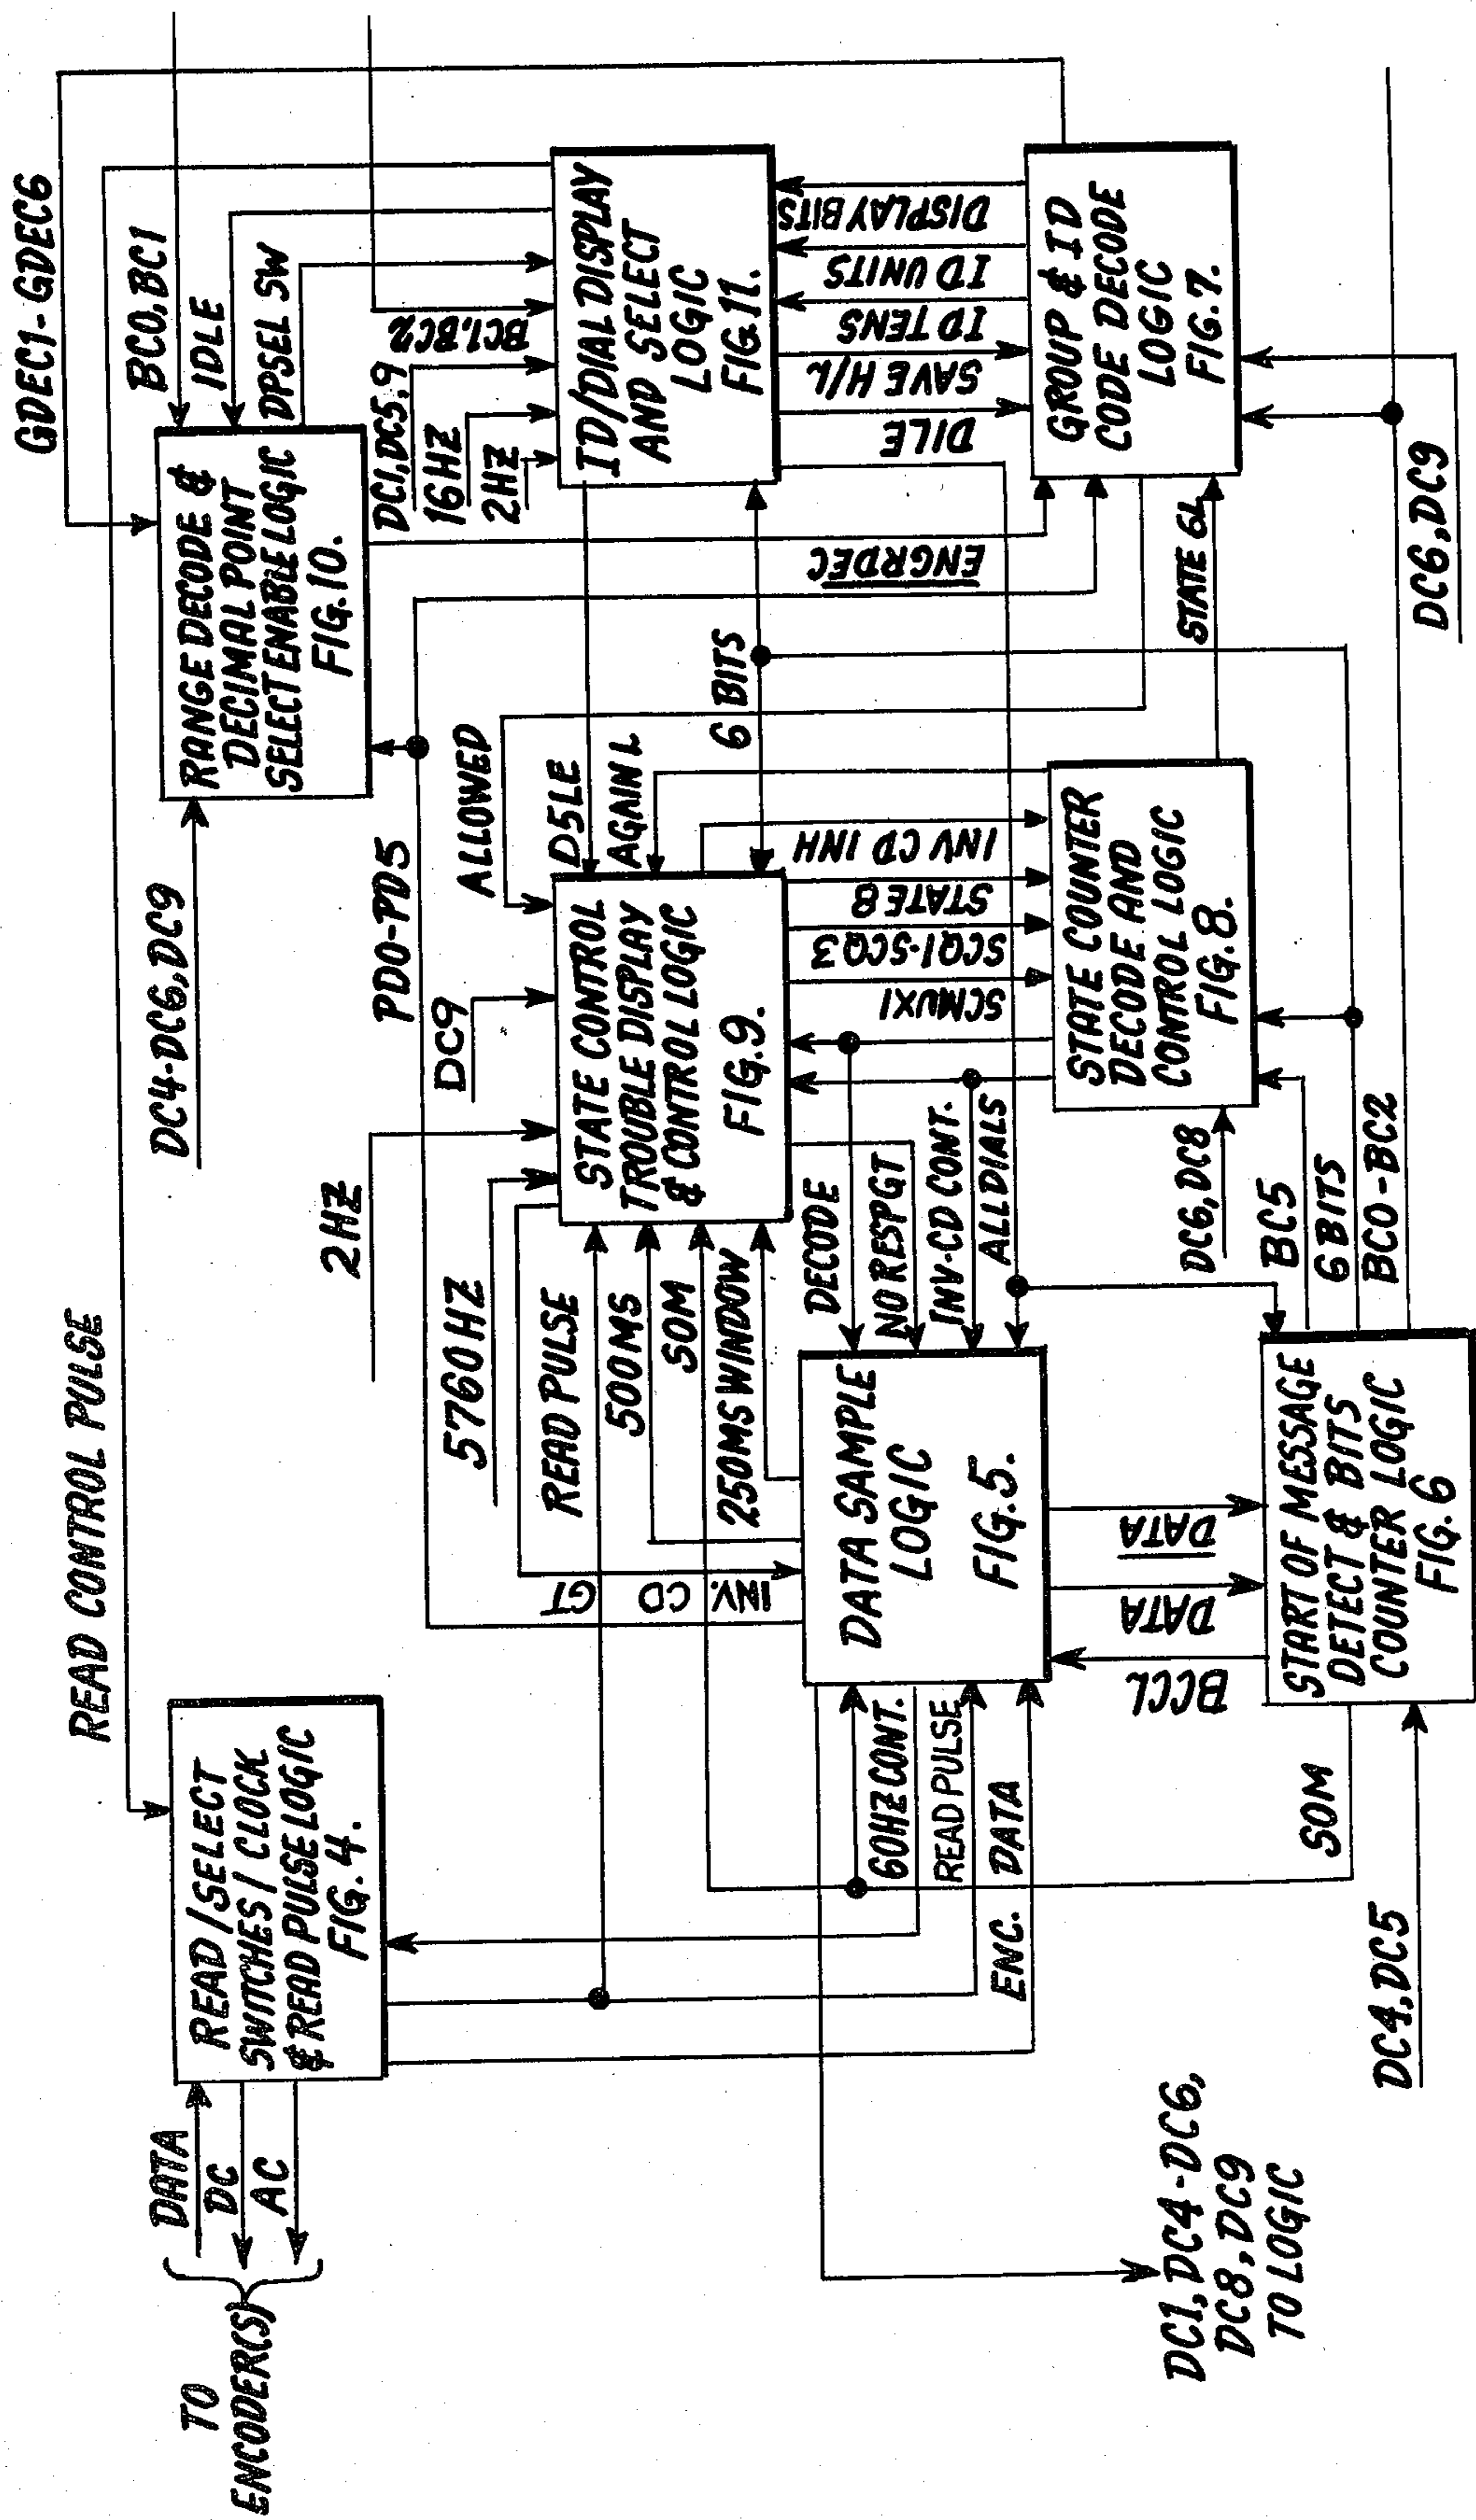 TO
ENCODER(S)
DATA
DC
AC
READ/SELECT
SWITCHES/CLOCK
& READ PULSE LOGIC
FIG. 4.
READ CONTROL PULSE
GDEC1-GDEC6
BC0,BC1
IDLE
DPSEL SW
DC4-DC6,DC9
RANGE DECODE &
DECIMAL POINT
SELECT ENABLE LOGIC
FIG. 10.
PD0-PD5
DC1,DC5,9
16HZ
2HZ
BC1,BC2
2HZ
5760HZ
DC9
ALLOWED
READ PULSE
500MS
SOM
250MS WINDOW
STATE CONTROL
TROUBLE DISPLAY
& CONTROL LOGIC
FIG. 9.
D5LE
AGAIN L
6 BITS
ID/DIAL DISPLAY
AND SELECT
LOGIC
FIG. 11.
GT
INV. CD
DATA SAMPLE
LOGIC
FIG. 5.
DECODE
NO RESPGT
INV-CD CONT.
ALL DIALS
SCMUX1
SCQ1-SCQ3
STATE 8
INV CD INH
ENGRDEC
DILE
SAVE H/L
ID TENS
ID UNITS
DISPLAY BITS
60HZ CONT.
READ PULSE
ENC. DATA
BCCL
DATA
DATA
STATE COUNTER
DECODE AND
CONTROL LOGIC
FIG. 8.
STATE 6L
GROUP & ID
CODE DECODE
LOGIC
FIG. 7.
DC6,DC8
BC5
6 BITS
BC0-BC2
DC6,DC9
DC1,DC4-DC6,
DC8,DC9
TO LOGIC
SOM
DC4,DC5
START OF MESSAGE
DETECT & BITS
COUNTER LOGIC
FIG. 6